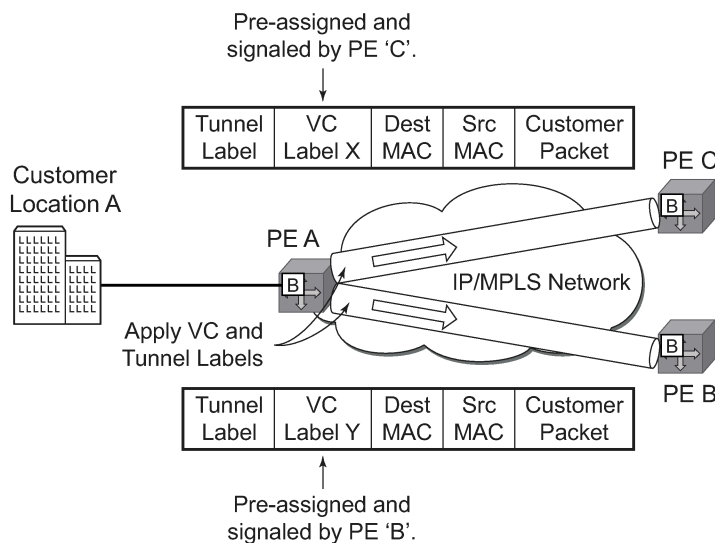 Pre-assigned and
signaled by PE ‘C’.
Tunnel Label
VC Label X
Dest MAC
Src MAC
Customer Packet
PE C
Customer
Location A
PE A
B
B
IP/MPLS Network
B
Apply VC and
Tunnel Labels
PE B
Tunnel Label
VC Label Y
Dest MAC
Src MAC
Customer Packet
Pre-assigned and
signaled by PE ‘B’.